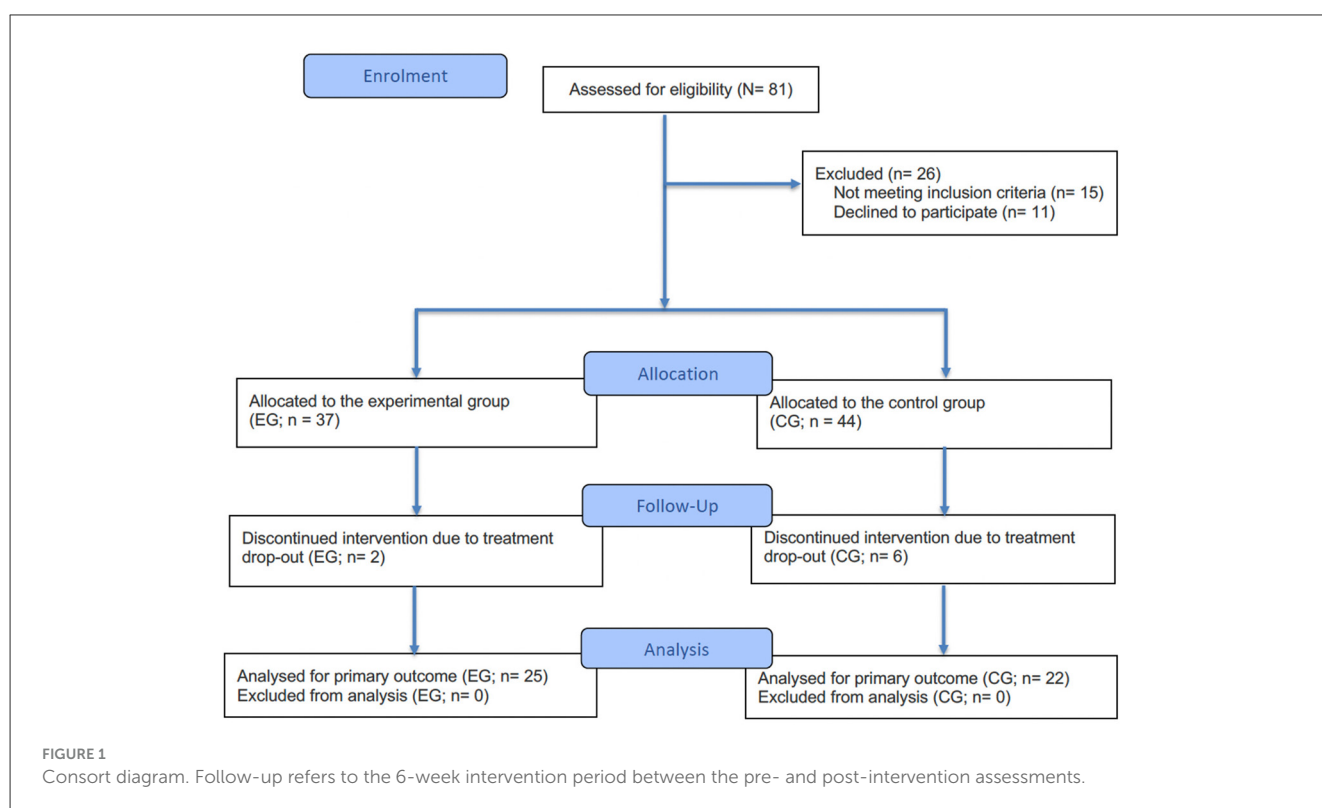 Enrolment
Assessed for eligibility (N= 81)
Excluded (n= 26)
Not meeting inclusion criteria (n= 15)
Declined to participate (n= 11)
Allocation
Allocated to the experimental group
(EG; n = 37)
Allocated to the control group
(CG; n = 44)
Follow-Up
Discontinued intervention due to treatment
drop-out (EG; n= 2)
Discontinued intervention due to treatment
drop-out (CG; n= 6)
Analysis
Analysed for primary outcome (EG; n= 25)
Excluded from analysis (EG; n= 0)
Analysed for primary outcome (CG; n= 22)
Excluded from analysis (CG; n= 0)
FIGURE 1
Consort diagram. Follow-up refers to the 6-week intervention period between the pre- and post-intervention assessments.